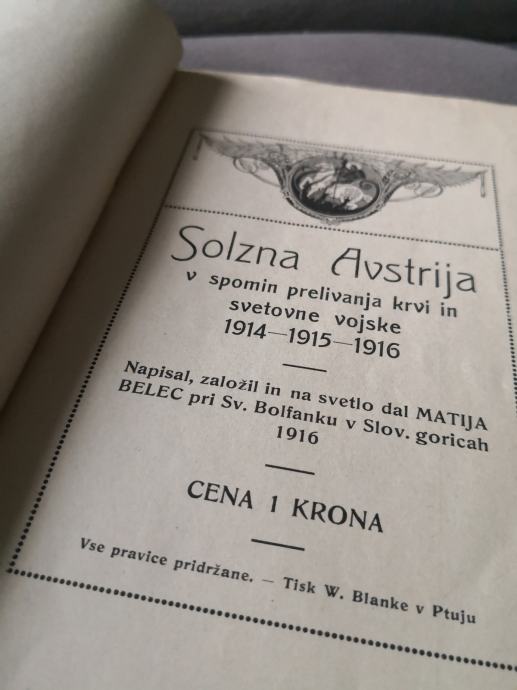 Solzna Avstrija
v spomin prelivanja krvi in
svetovne vojske
1914—1915—1916
Napisal, založil in na svetlo dal MATIJA
BELEC pri Sv. Bolfanku v Slov. goricah
1916
CENA 1 KRONA
Vse pravice pridržane. — Tisk W. Blanke v Ptuju